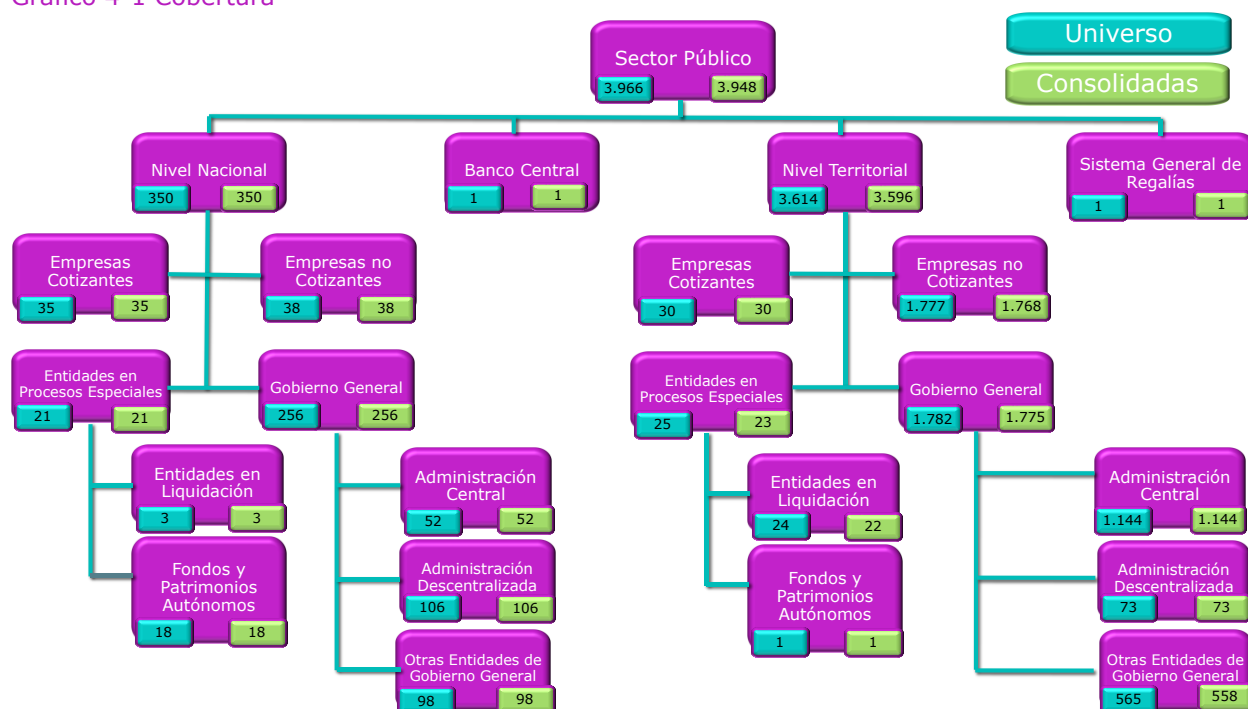 Gráfico 4-1 Cobertura
Universo
Consolidadas
Sector Público
3.966 3.948
Nivel Nacional
350 350
Banco Central
1 1
Nivel Territorial
3.614 3.596
Sistema General de
Regalías
1 1
Empresas
Cotizantes
35 35
Empresas no
Cotizantes
38 38
Empresas
Cotizantes
30 30
Empresas no
Cotizantes
1.777 1.768
Entidades en
Procesos Especiales
21 21
Gobierno General
256 256
Entidades en
Procesos Especiales
25 23
Gobierno General
1.782 1.775
Entidades en
Liquidación
3 3
Administración
Central
52 52
Entidades en
Liquidación
24 22
Administración
Central
1.144 1.144
Fondos y
Patrimonios
Autónomos
18 18
Administración
Descentralizada
106 106
Fondos y
Patrimonios
Autónomos
1 1
Administración
Descentralizada
73 73
Otras Entidades de
Gobierno General
98 98
Otras Entidades de
Gobierno General
565 558